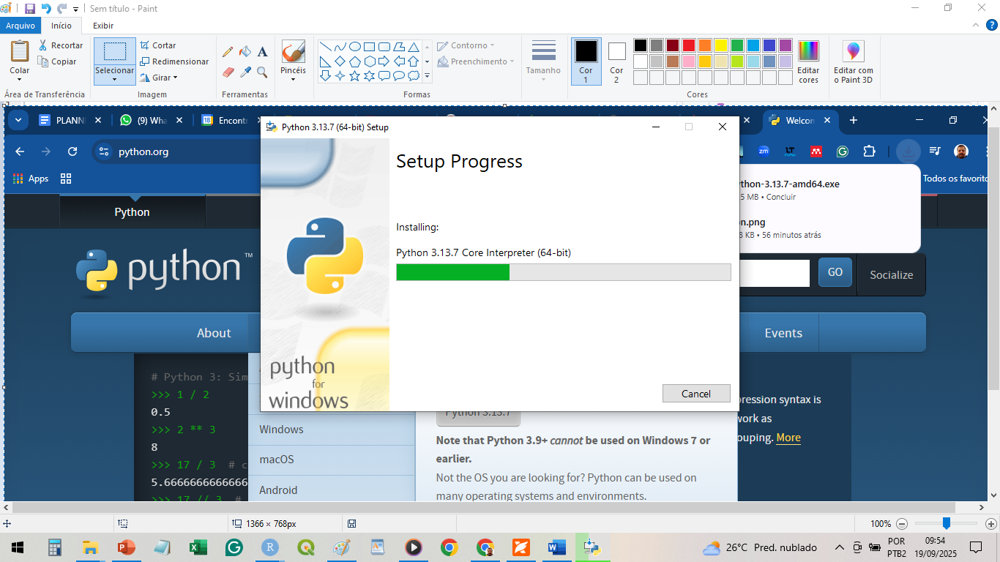 Sem título - Paint
Arquivo Início Exibir
Colar
Recortar
Copiar
Área de Transferência
Selecionar
Cortar
Redimensionar
Girar
Imagem
A
Ferramentas
Pincéis
Contorno
Preenchimento
Formas
Tamanho
Cor 1
Cor 2
Editar cores
Cores
Editar com o Paint 3D
PLANN
(9) Wha
18 Encontr
Welcon
python.org
Apps
zm
LT
Todos os favorito
thon-3.13.7-amd64.exe
5 MB • Concluir
n.png
8 KB • 56 minutos atrás
Python
python™
GO
Socialize
About
Events
Python 3.13.7 (64-bit) Setup
Setup Progress
Installing:
Python 3.13.7 Core Interpreter (64-bit)
Cancel
python
for
windows
# Python 3: Sim
>>> 1 / 2
0.5
>>> 2 ** 3
8
>>> 17 / 3 # c
5.6666666666666
>>> 17 // 3 #
Windows
macOS
Android
Python 3.13.7
Note that Python 3.9+ cannot be used on Windows 7 or
earlier.
Not the OS you are looking for? Python can be used on
many operating systems and environments.
pression syntax is
work as
ouping. More
1366 × 768px
100%
26°C Pred. nublado
POR
PTB2
09:54
19/09/2025